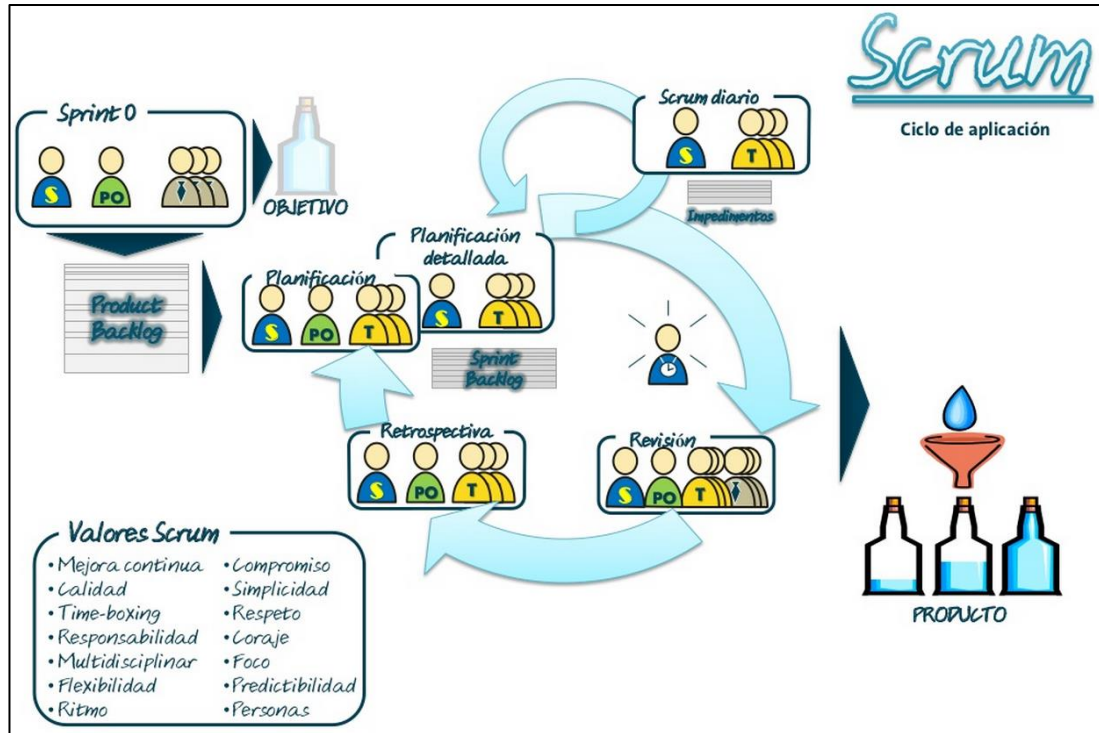 Scrum
Ciclo de aplicación
Sprint 0
S
PO
OBJETIVO
Product
Backlog
Planificación
S
PO
T
Planificación
detallada
S
T
Sprint
Backlog
Scrum diario
S
T
Impedimentos
Revisión
S
PO
T
Retrospectiva
S
PO
T
PRODUCTO
Valores Scrum
• Mejora continua
• Calidad
• Time-boxing
• Responsabilidad
• Multidisciplinar
• Flexibilidad
• Ritmo
• Compromiso
• Simplicidad
• Respeto
• Coraje
• Foco
• Predictibilidad
• Personas